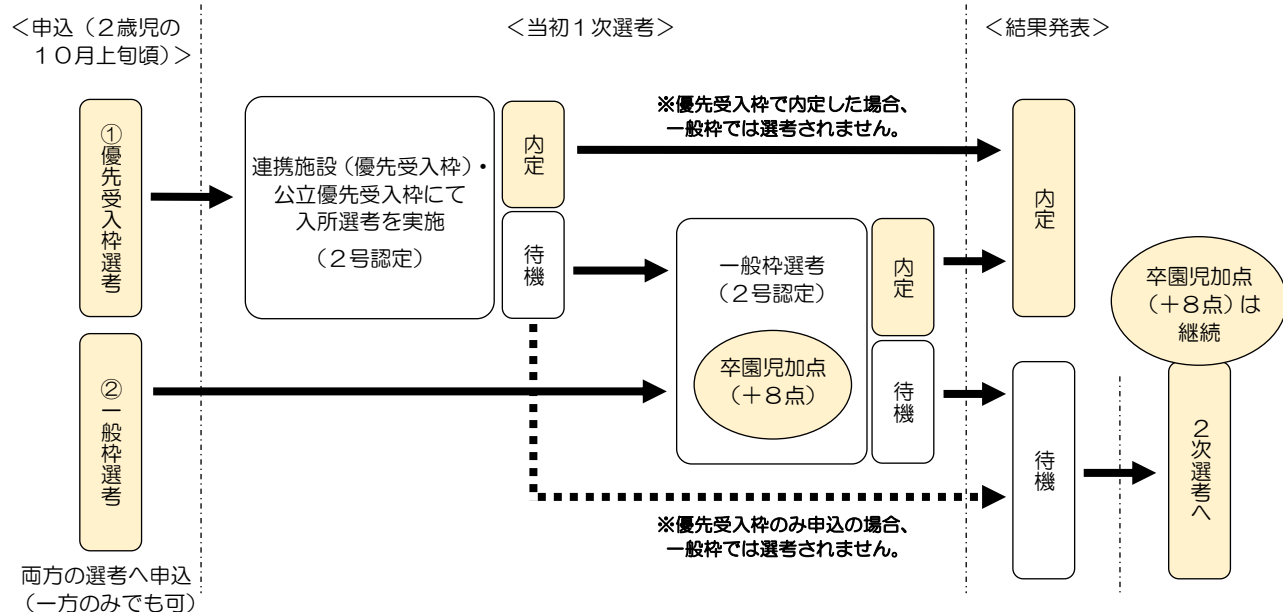 ＜申込（２歳児の
１０月上旬頃）＞
＜当初１次選考＞
＜結果発表＞
①優先受入枠選考
連携施設（優先受入枠）・
公立優先受入枠にて
入所選考を実施
（２号認定）
内定
待機
※優先受入枠で内定した場合、
一般枠では選考されません。
一般枠選考
（２号認定）
卒園児加点
（＋８点）
内定
待機
内定
卒園児加点
（＋８点）は
継続
②一般枠選考
待機
２次選考へ
※優先受入枠のみ申込の場合、
一般枠では選考されません。
両方の選考へ申込
（一方のみでも可）